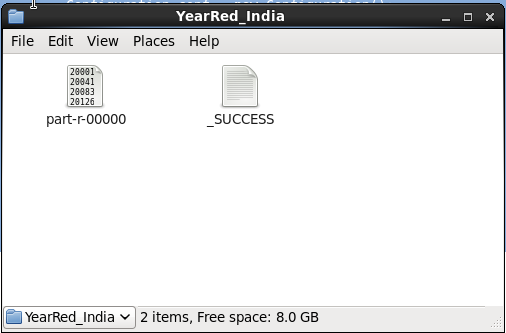 YearRed_India
File Edit View Places Help
20001
20041
20083
20126
part-r-00000
_SUCCESS
YearRed_India
2 items, Free space: 8.0 GB